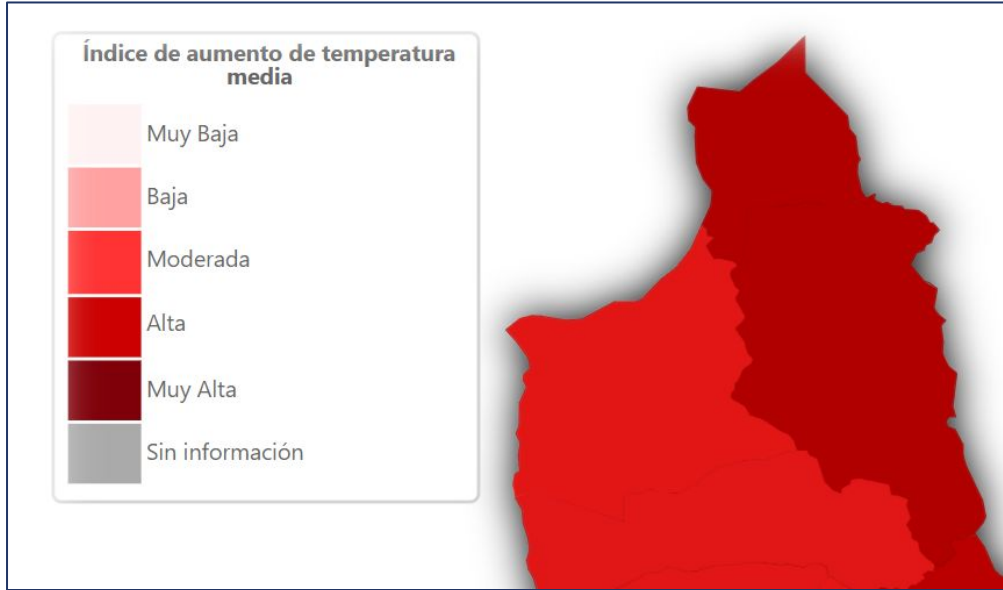 Índice de aumento de temperatura
media
Muy Baja
Baja
Moderada
Alta
Muy Alta
Sin información